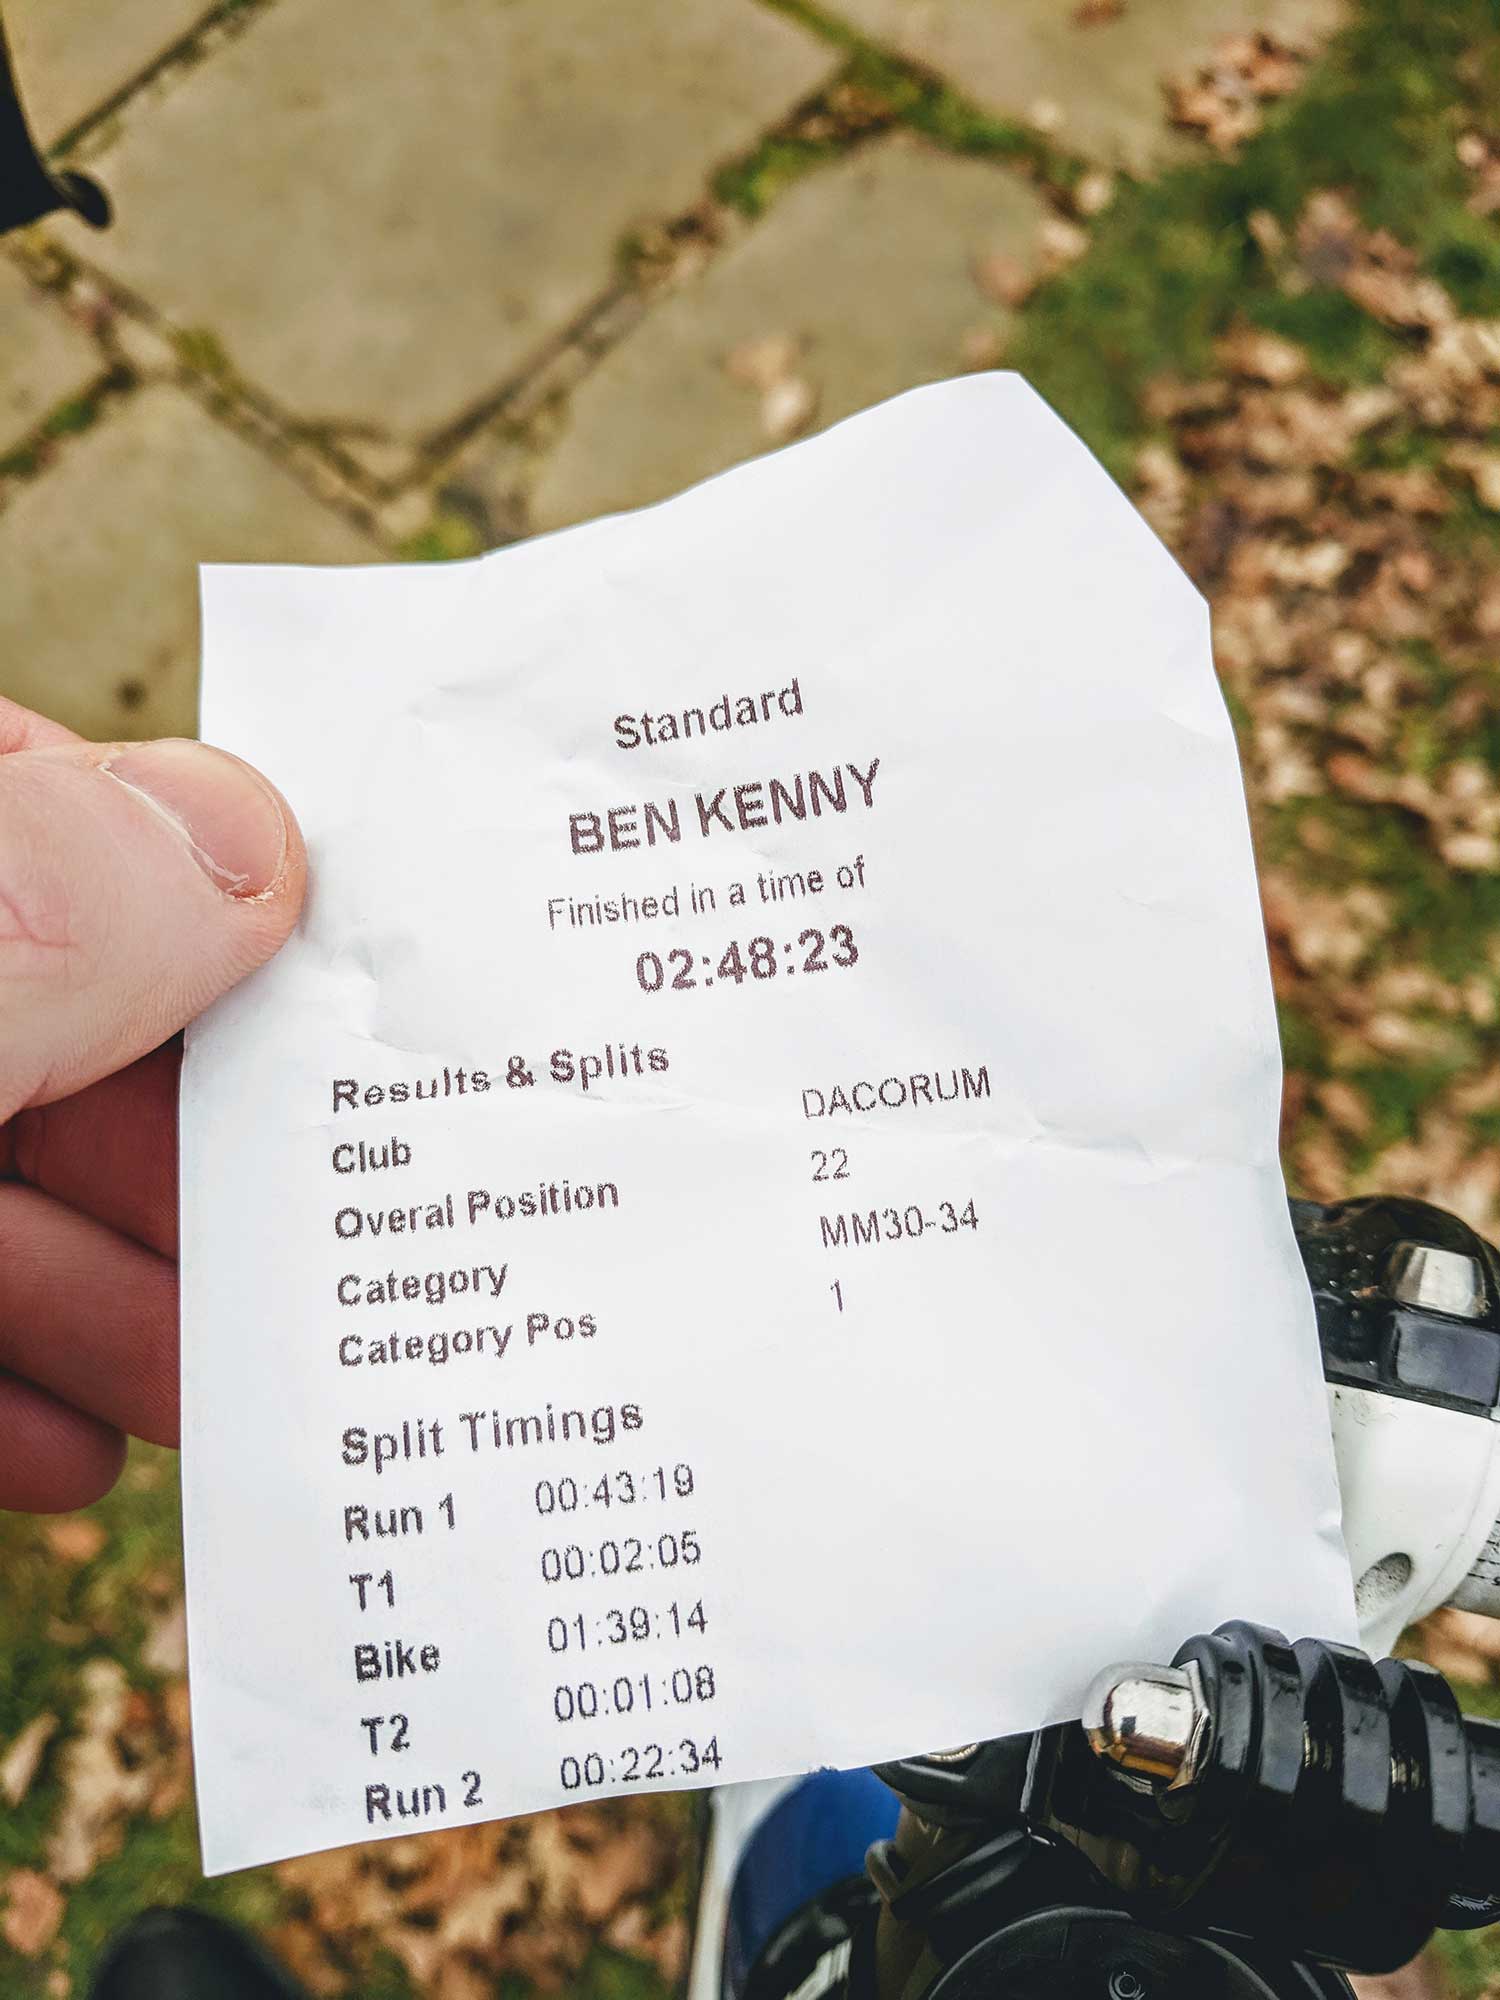 Standard
BEN KENNY
Finished in a time of
02:48:23
Results & Splits
Club DACORUM
Overal Position 22
Category MM30-34
Category Pos 1
Split Timings
Run 1 00:43:19
T1 00:02:05
Bike 01:39:14
T2 00:01:08
Run 2 00:22:34